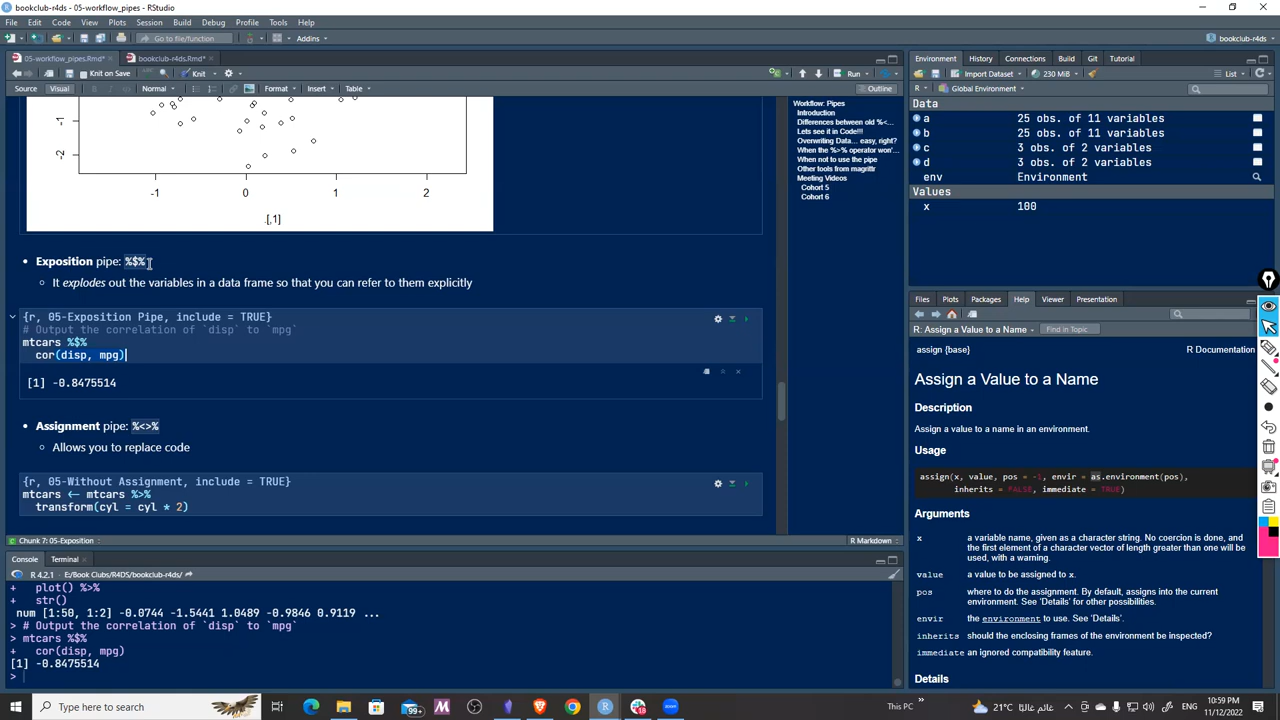 bookclub-r4ds - 05-workflow_pipes - RStudio
File Edit Code View Plots Session Build Debug Profile Tools Help
Go to file/function Addins bookclub-r4ds
05-workflow_pipes.Rmd* bookclub-r4ds.Rmd*
Knit on Save Knit Run
Source Visual Normal Format Insert Table Outline
-1
-2
-1 0 1 2
.[,1]
Exposition pipe: %$%
It explodes out the variables in a data frame so that you can refer to them explicitly
{r, 05-Exposition Pipe, include = TRUE}
# Output the correlation of `disp` to `mpg`
mtcars %$%
cor(disp, mpg)
[1] -0.8475514
Assignment pipe: %<>%
Allows you to replace code
{r, 05-Without Assignment, include = TRUE}
mtcars <- mtcars %>%
transform(cyl = cyl * 2)
Chunk 7: 05-Exposition R Markdown
Workflow: Pipes
Introduction
Differences between old %<...
Lets see it in Code!!!
Overwriting Data... easy, right?
When the %>% operator won'...
When not to use the pipe
Other tools from magrittr
Meeting Videos
Cohort 5
Cohort 6
Console Terminal
R 4.2.1 · E:/Book Clubs/R4DS/bookclub-r4ds/
+ plot() %>%
+ str()
num [1:50, 1:2] -0.0744 -1.5441 1.0489 -0.9846 0.9119 ...
> # Output the correlation of `disp` to `mpg`
> mtcars %$%
+ cor(disp, mpg)
[1] -0.8475514
>
Environment History Connections Build Git Tutorial
Import Dataset 230 MiB List
R Global Environment
Data
a 25 obs. of 11 variables
b 25 obs. of 11 variables
c 3 obs. of 2 variables
d 3 obs. of 2 variables
env Environment
Values
x 100
Files Plots Packages Help Viewer Presentation
R: Assign a Value to a Name Find in Topic
assign {base} R Documentation
Assign a Value to a Name
Description
Assign a value to a name in an environment.
Usage
assign(x, value, pos = -1, envir = as.environment(pos),
inherits = FALSE, immediate = TRUE)
Arguments
x a variable name, given as a character string. No coercion is done, and
the first element of a character vector of length greater than one will be
used, with a warning.
value a value to be assigned to x.
pos where to do the assignment. By default, assigns into the current
environment. See 'Details' for other possibilities.
envir the environment to use. See 'Details'.
inherits should the enclosing frames of the environment be inspected?
immediate an ignored compatibility feature.
Details
Type here to search
99+
This PC
21°C غائم غالبًا
10:59 PM
11/12/2022